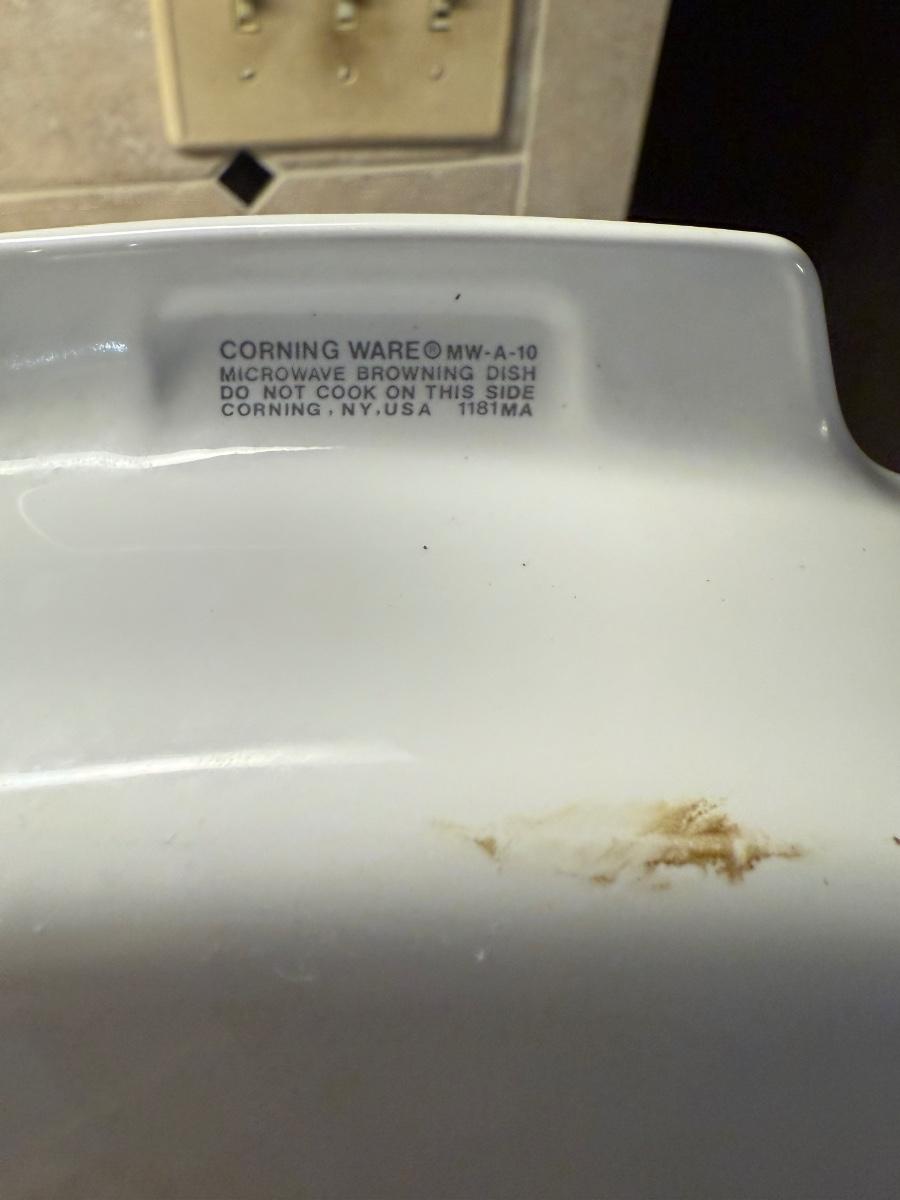 CORNING WARE® MW-A-10
MICROWAVE BROWNING DISH
DO NOT COOK ON THIS SIDE
CORNING, NY, USA 1181MA